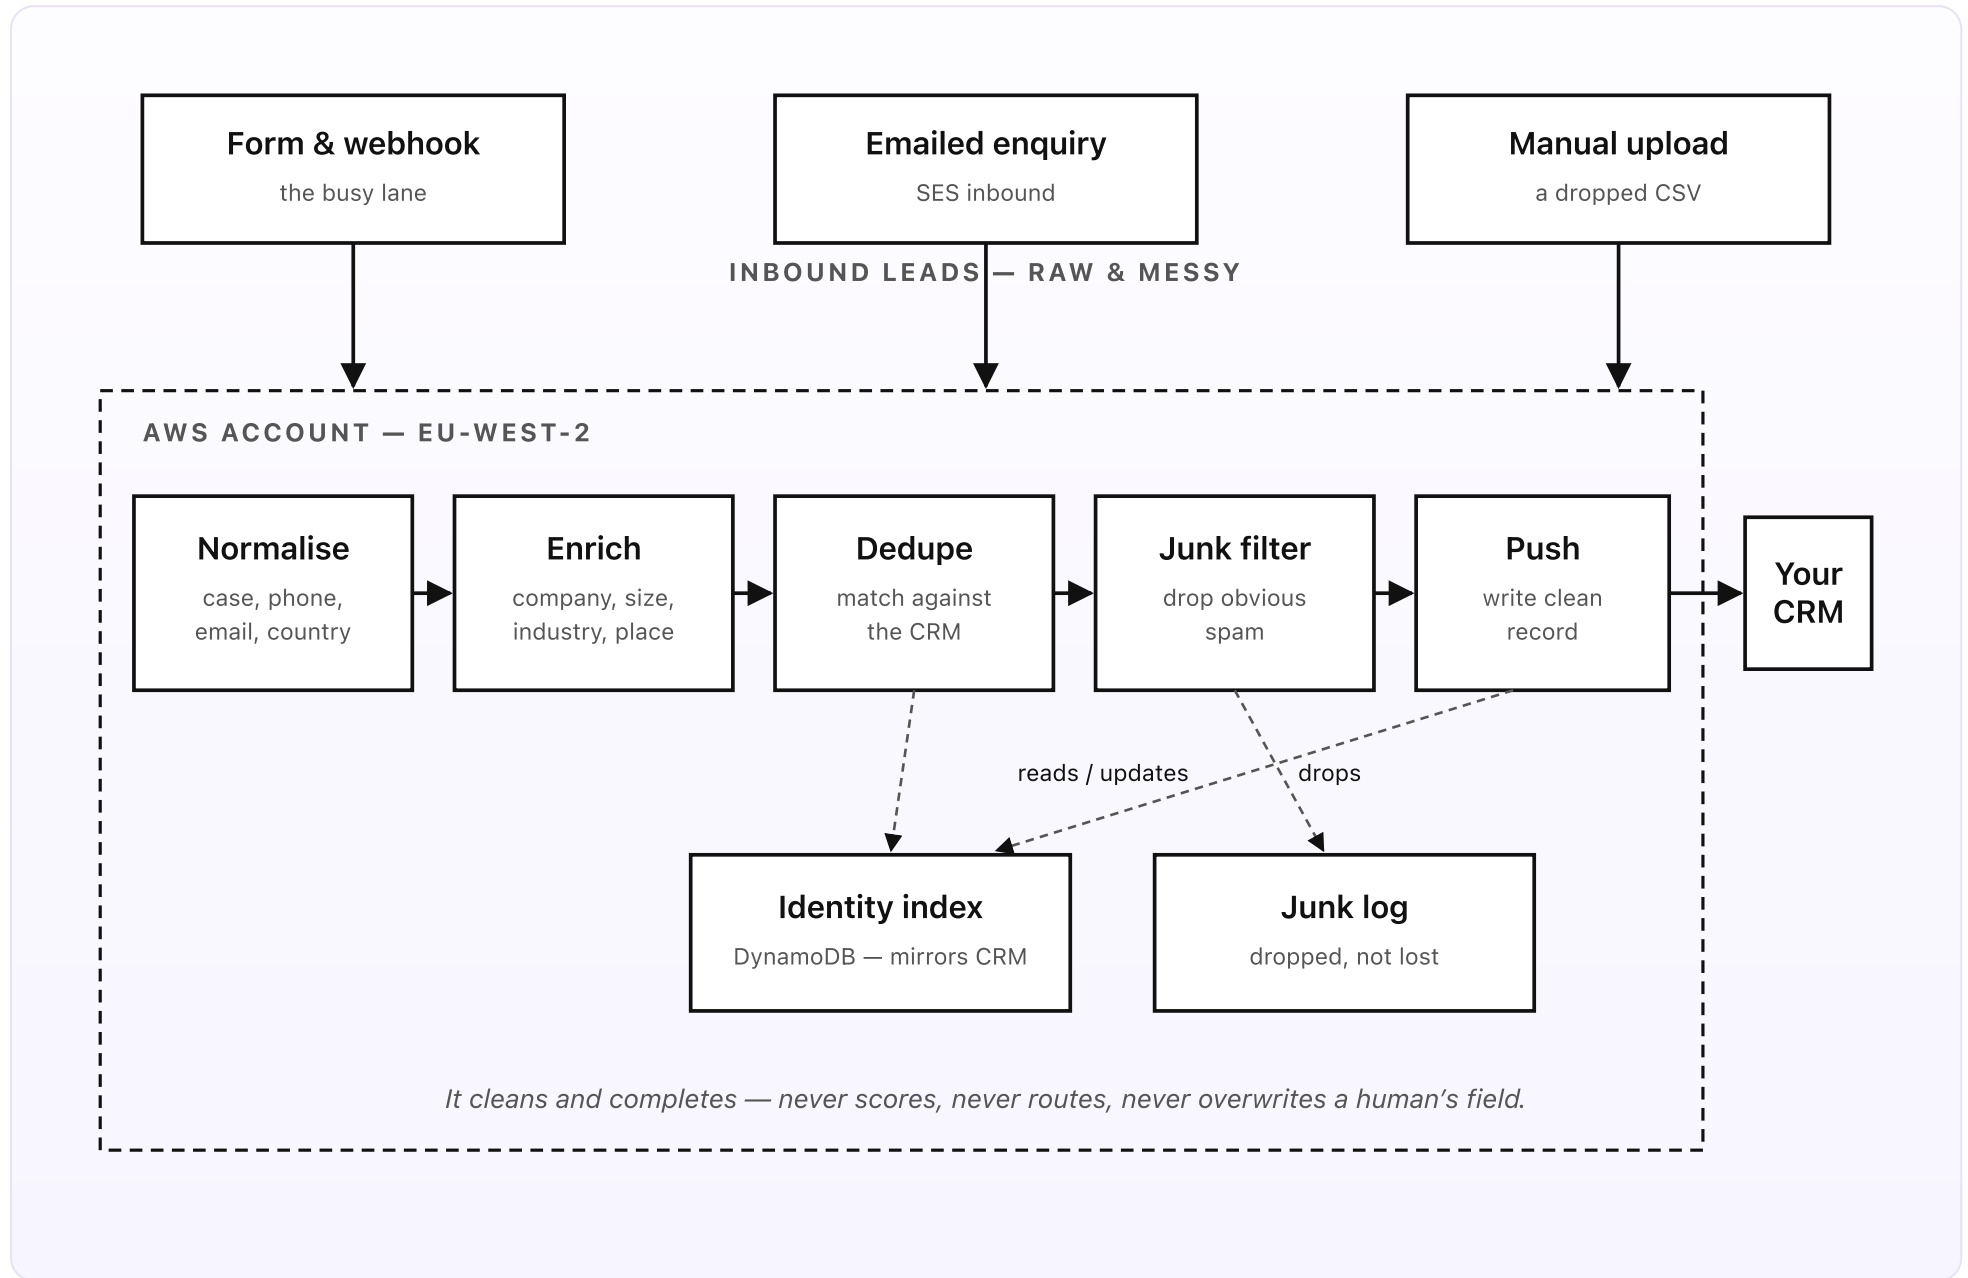 Form & webhook
the busy lane
Emailed enquiry
SES inbound
Manual upload
a dropped CSV
INBOUND LEADS — RAW & MESSY
AWS ACCOUNT — EU-WEST-2
Normalise
case, phone,
email, country
Enrich
company, size,
industry, place
Dedupe
match against
the CRM
Junk filter
drop obvious
spam
Push
write clean
record
Your
CRM
reads / updates
drops
Identity index
DynamoDB — mirrors CRM
Junk log
dropped, not lost
It cleans and completes — never scores, never routes, never overwrites a human’s field.